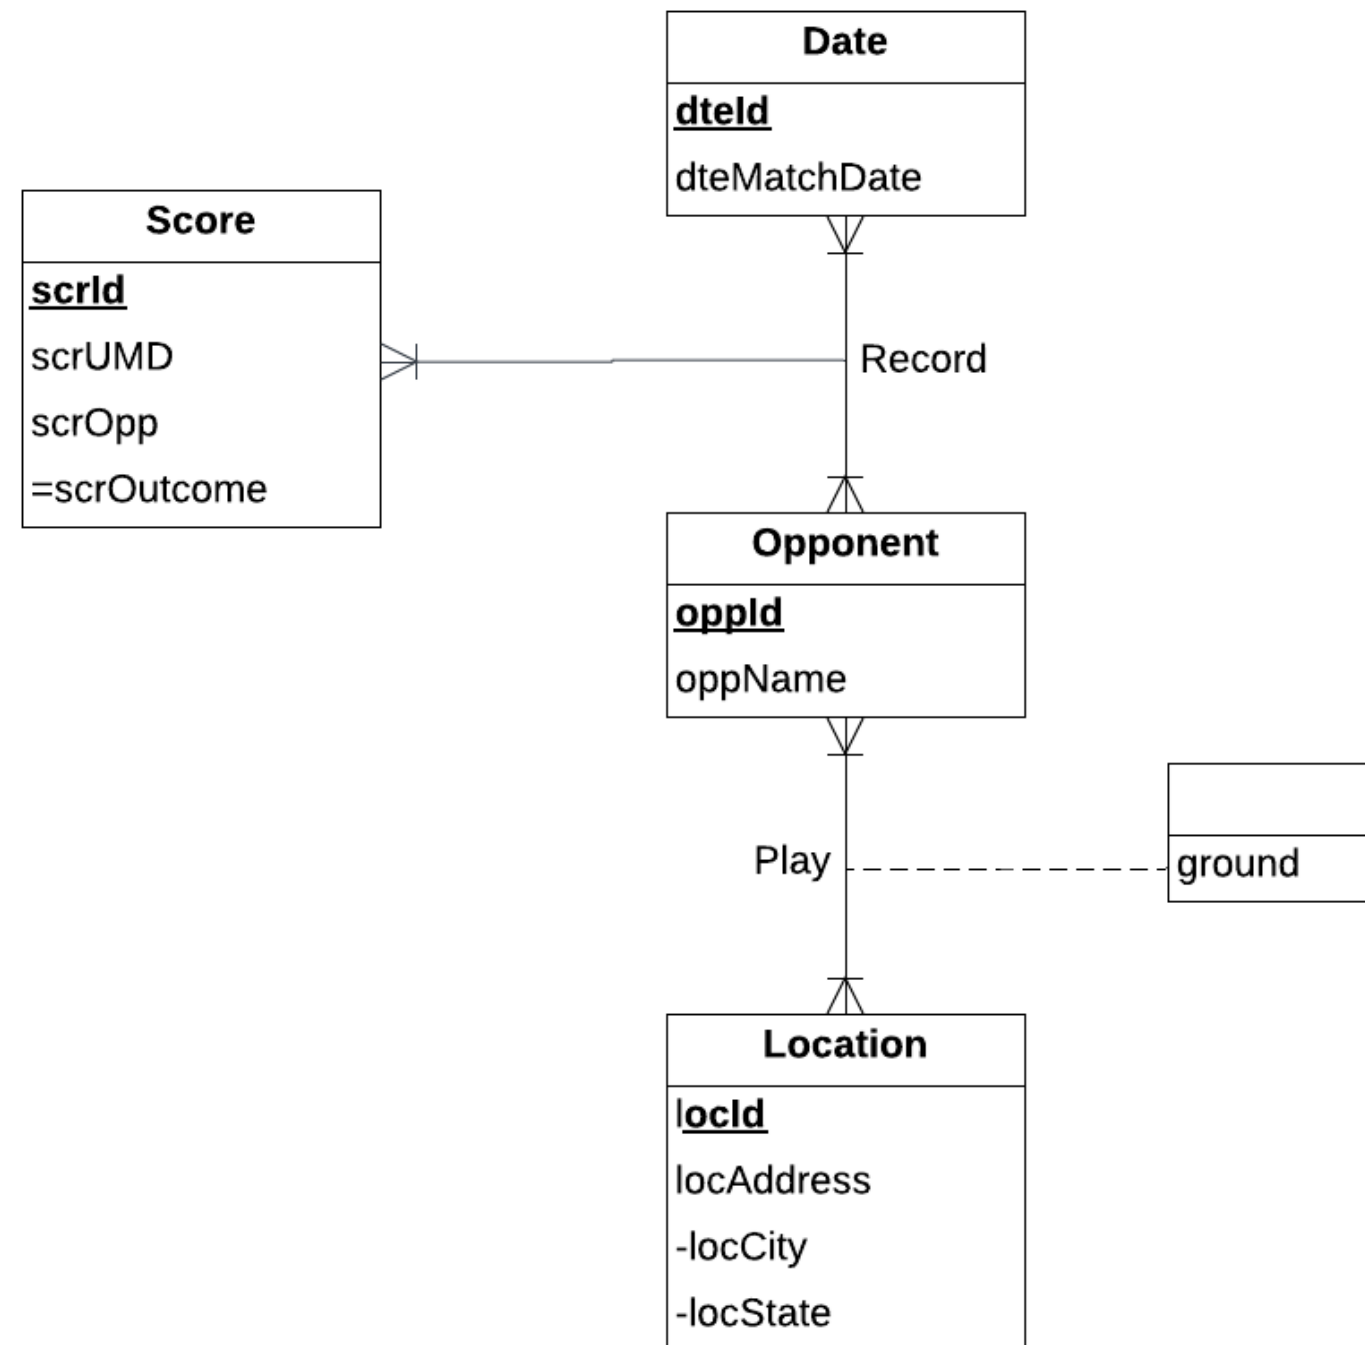 Date
dteId
dteMatchDate
Score
scrId
scrUMD
scrOpp
=scrOutcome
Record
Opponent
oppId
oppName
Play
ground
Location
locId
locAddress
-locCity
-locState